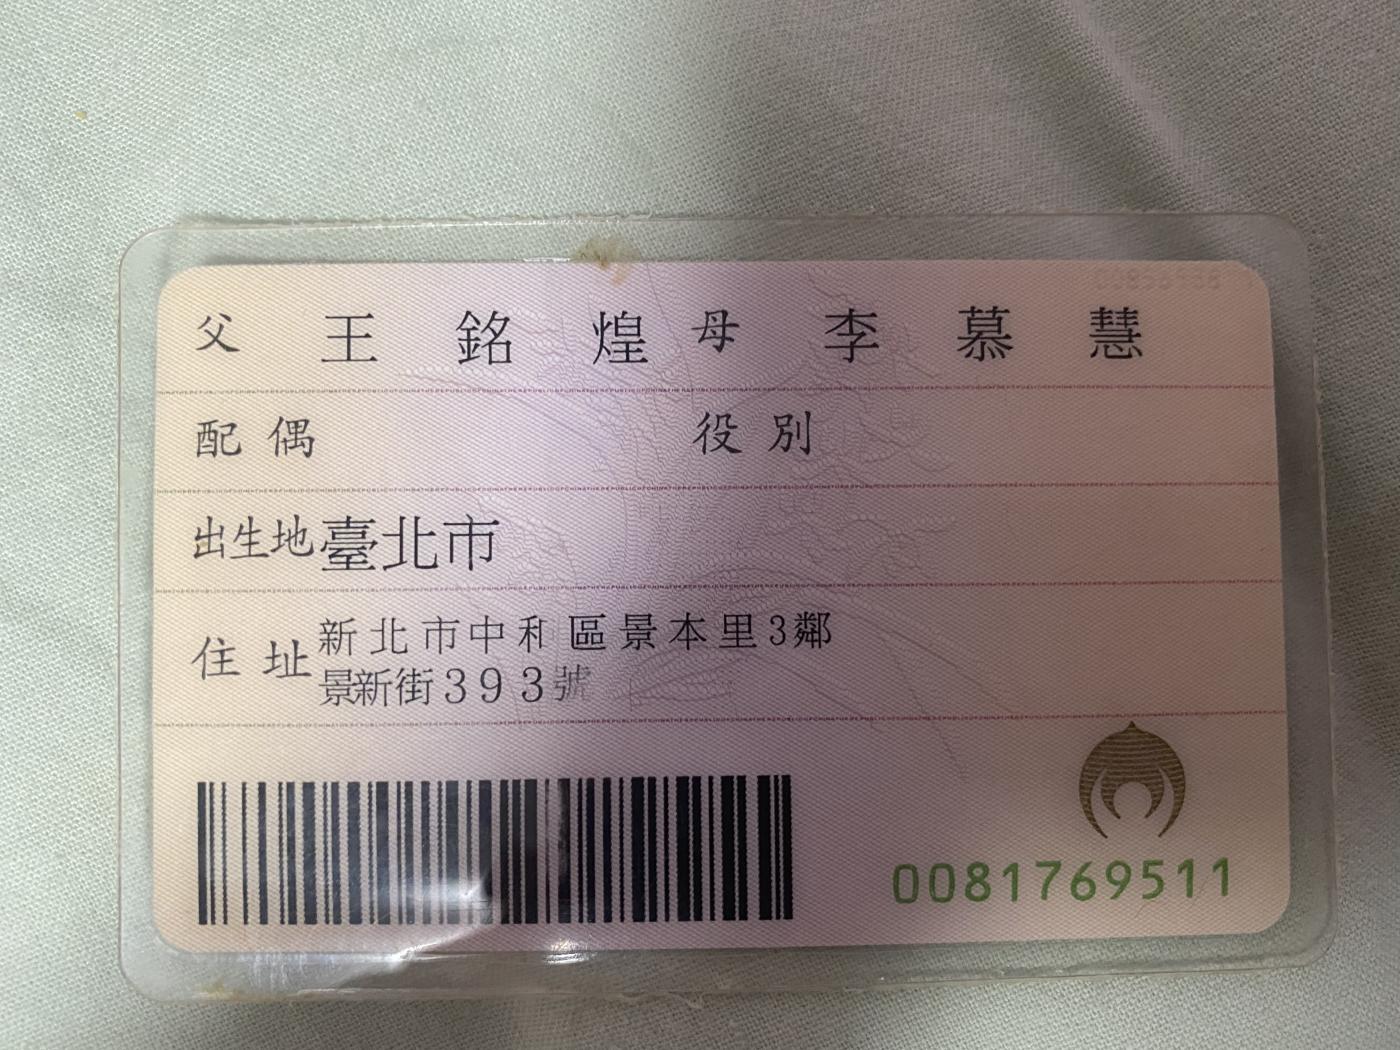 父 王銘煌 母 李慕慧
配偶 役別
出生地 臺北市
住址 新北市中和區景本里3鄰
景新街393號
0081769511